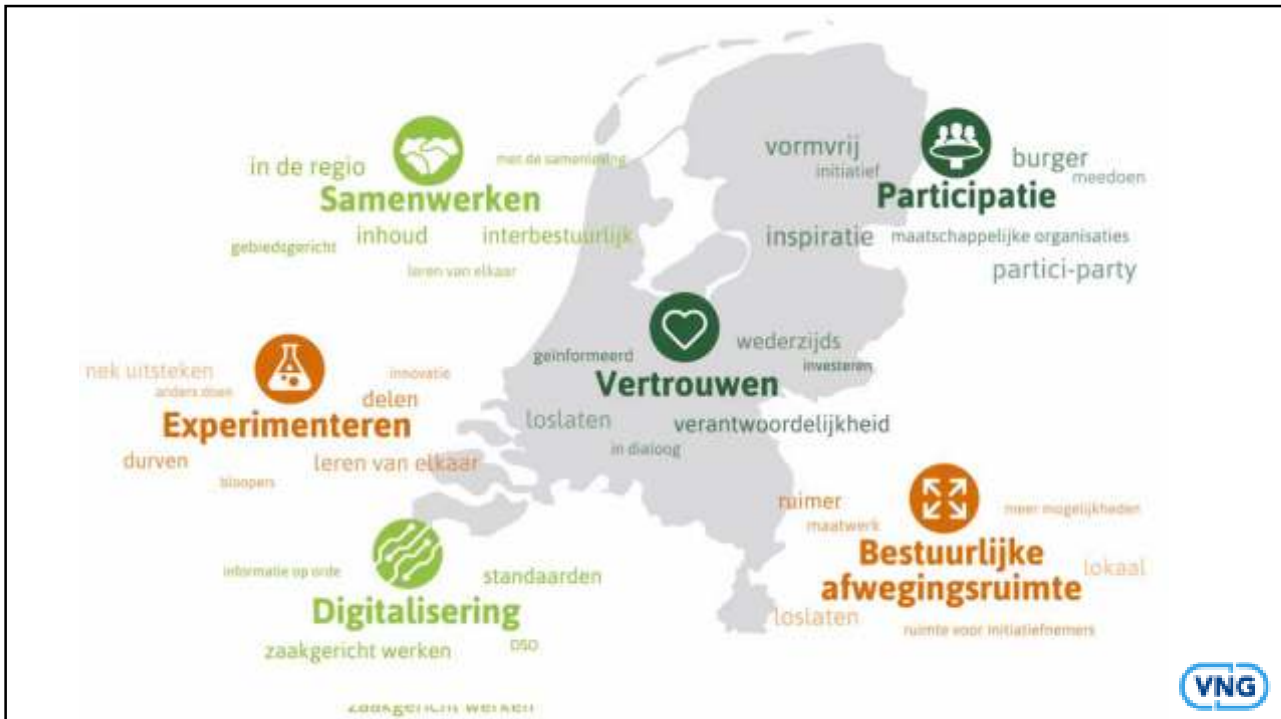 in de regio
met de samenleving
Samenwerken
gebiedsgericht
inhoud
interbestuurlijk
leren van elkaar
vormvrij
initiatief
burger
meedoen
Participatie
inspiratie
maatschappelijke organisaties
partici-party
geïnformeerd
wederzijds
investeren
Vertrouwen
loslaten
verantwoordelijkheid
in dialoog
nek uitsteken
anders doen
innovatie
delen
Experimenteren
durven
leren van elkaar
bloopers
ruimer
maatwerk
meer mogelijkheden
Bestuurlijke
afwegingsruimte
lokaal
loslaten
ruimte voor initiatiefnemers
informatie op orde
standaarden
Digitalisering
zaakgericht werken
DSO
zaakgericht werken
VNG